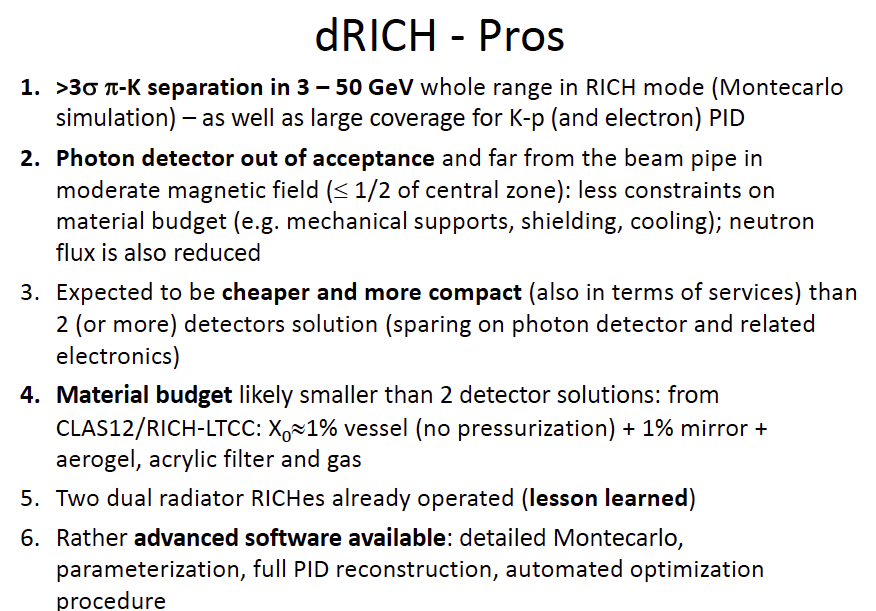 dRICH - Pros
1. >3σ π-K separation in 3 – 50 GeV whole range in RICH mode (Montecarlo
simulation) – as well as large coverage for K-p (and electron) PID
2. Photon detector out of acceptance and far from the beam pipe in
moderate magnetic field (≤ 1/2 of central zone): less constraints on
material budget (e.g. mechanical supports, shielding, cooling); neutron
flux is also reduced
3. Expected to be cheaper and more compact (also in terms of services) than
2 (or more) detectors solution (sparing on photon detector and related
electronics)
4. Material budget likely smaller than 2 detector solutions: from
CLAS12/RICH-LTCC: X₀≈1% vessel (no pressurization) + 1% mirror +
aerogel, acrylic filter and gas
5. Two dual radiator RICHes already operated (lesson learned)
6. Rather advanced software available: detailed Montecarlo,
parameterization, full PID reconstruction, automated optimization
procedure